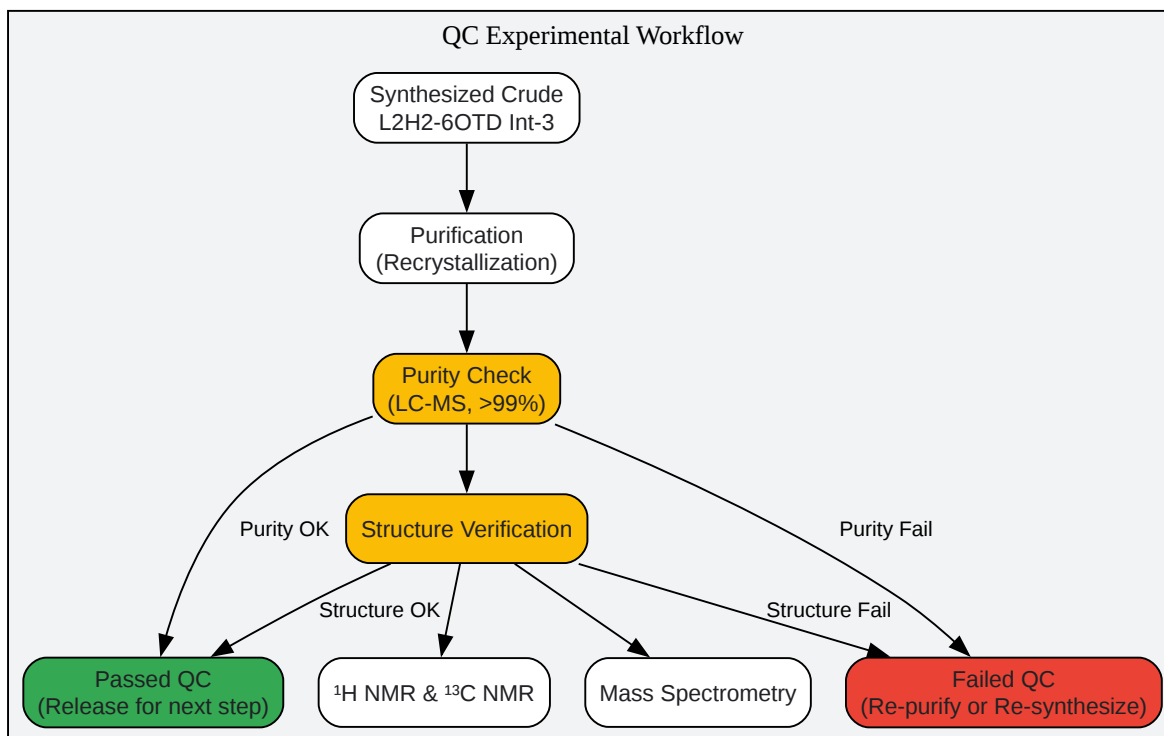 QC Experimental Workflow
Synthesized Crude
L2H2-6OTD Int-3
Purification
(Recrystallization)
Purity Check
(LC-MS, >99%)
Purity OK
Structure Verification
Purity Fail
Structure OK
Structure Fail
Passed QC
(Release for next step)
¹H NMR & ¹³C NMR
Mass Spectrometry
Failed QC
(Re-purify or Re-synthesize)